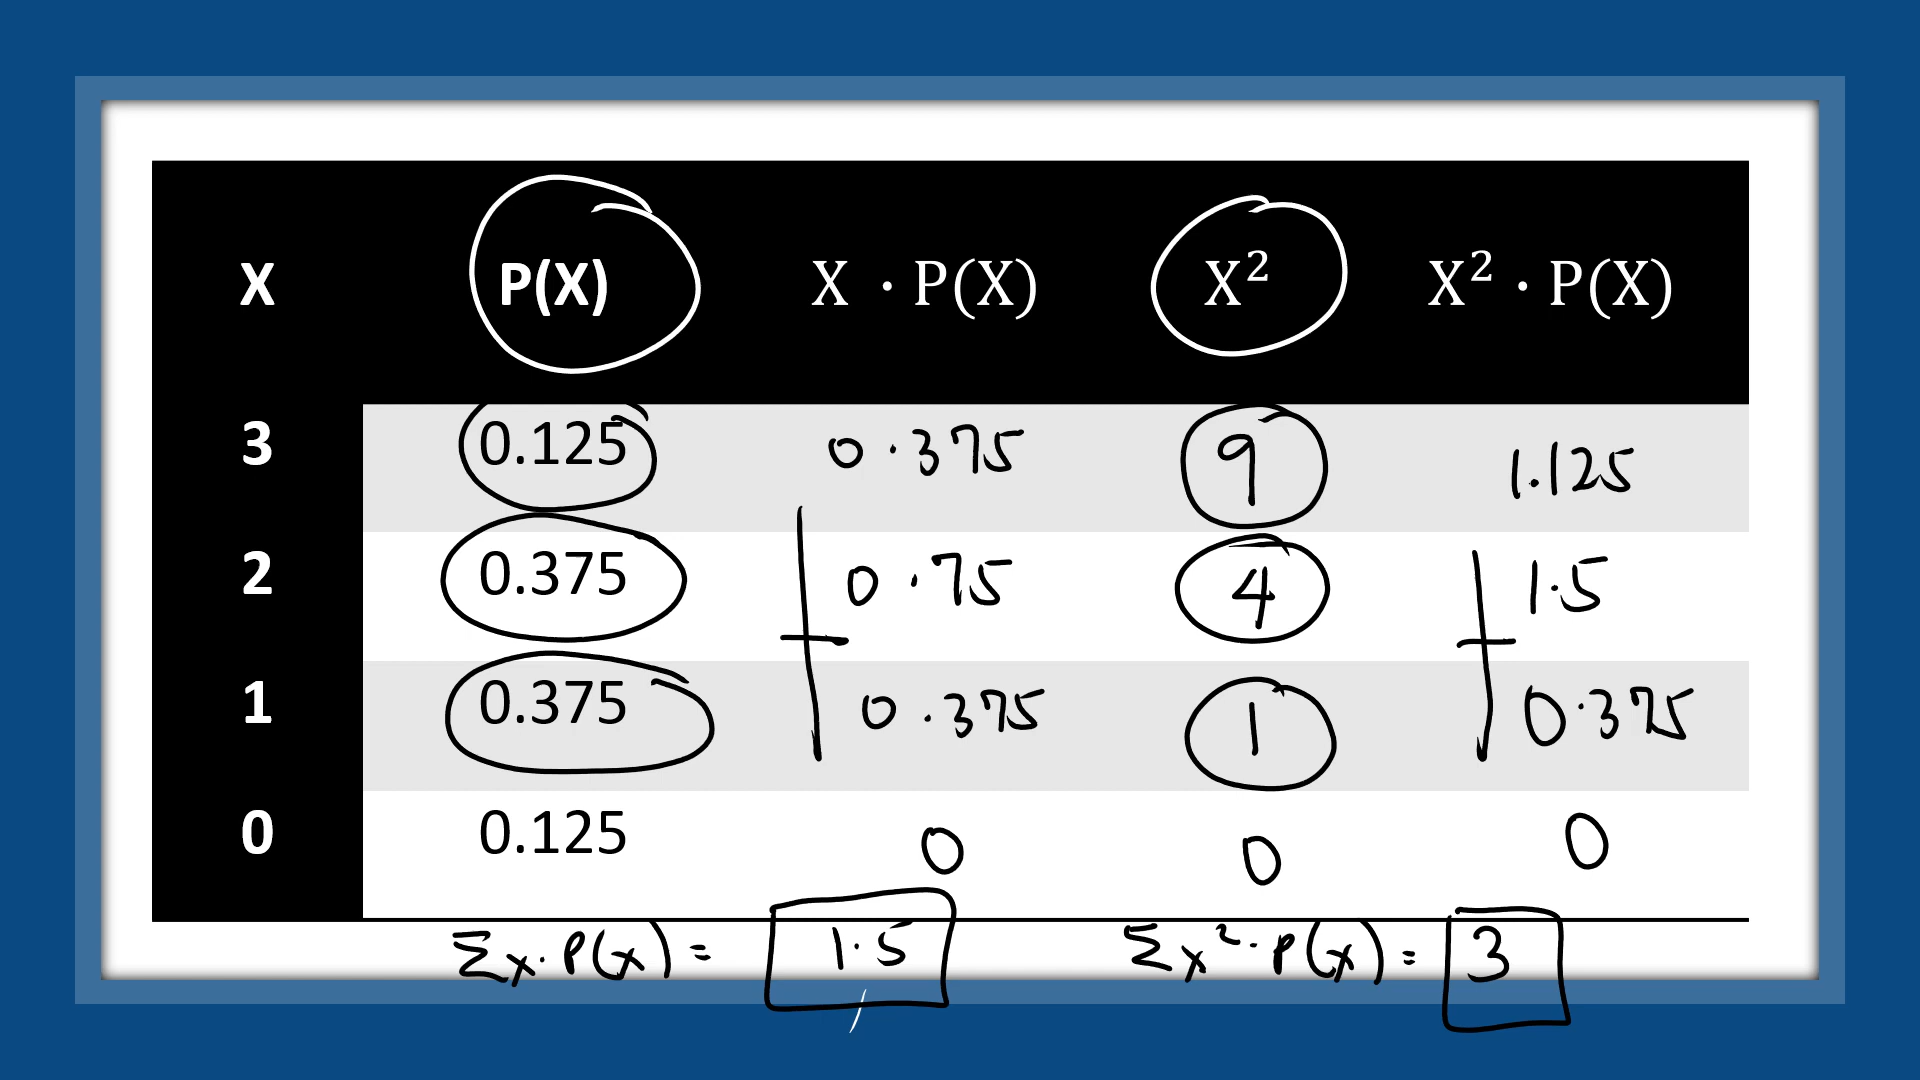 X P(X) X · P(X) X² X² · P(X)
3 0.125 0.375 9 1.125
2 0.375 0.75 4 1.5
1 0.375 0.375 1 0.375
0 0.125 0 0 0
Σx·P(x) = 1.5 Σx²·P(x) = 3